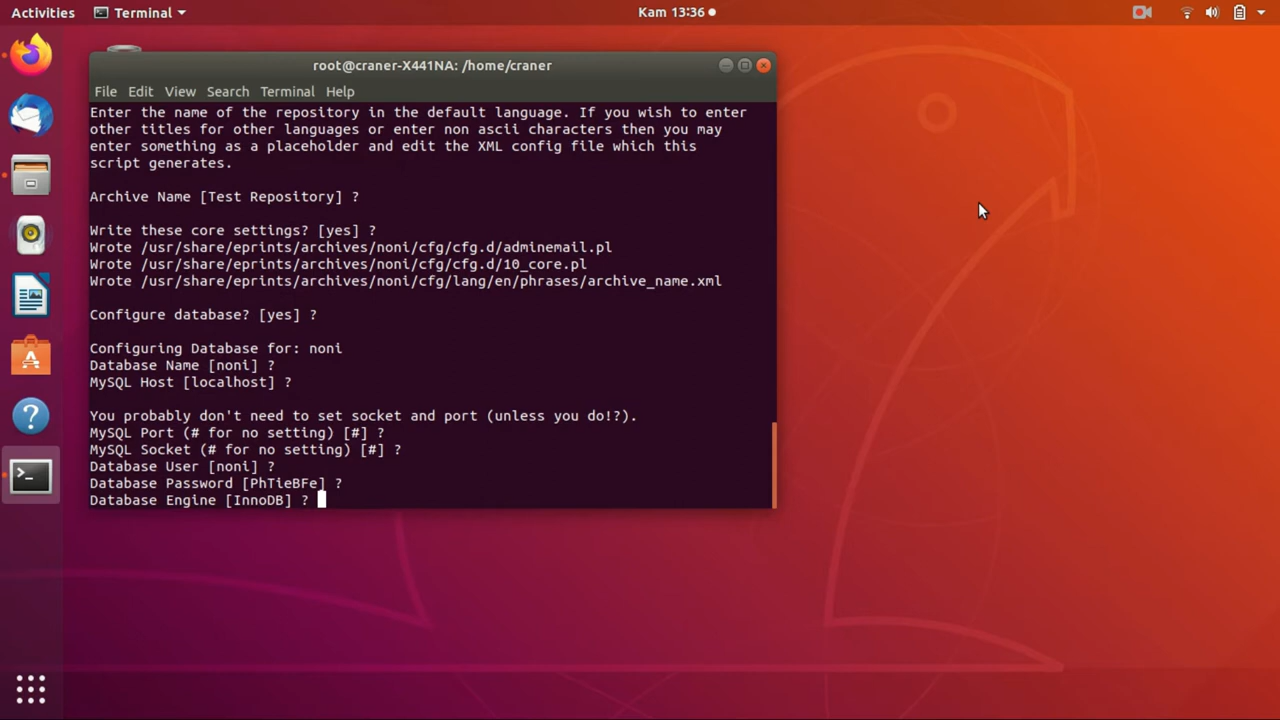 Activities
Terminal
Kam 13:36
root@craner-X441NA: /home/craner
File Edit View Search Terminal Help
Enter the name of the repository in the default language. If you wish to enter
other titles for other languages or enter non ascii characters then you may
enter something as a placeholder and edit the XML config file which this
script generates.
Archive Name [Test Repository] ?
Write these core settings? [yes] ?
Wrote /usr/share/eprints/archives/noni/cfg/cfg.d/adminemail.pl
Wrote /usr/share/eprints/archives/noni/cfg/cfg.d/10_core.pl
Wrote /usr/share/eprints/archives/noni/cfg/lang/en/phrases/archive_name.xml
Configure database? [yes] ?
Configuring Database for: noni
Database Name [noni] ?
MySQL Host [localhost] ?
You probably don't need to set socket and port (unless you do!?).
MySQL Port (# for no setting) [#] ?
MySQL Socket (# for no setting) [#] ?
Database User [noni] ?
Database Password [PhTieBFe] ?
Database Engine [InnoDB] ?